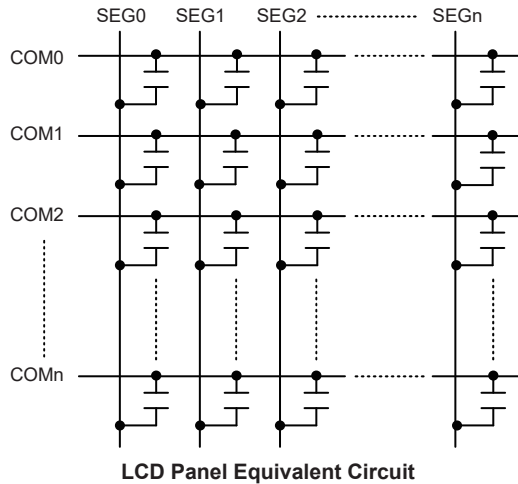 SEG0 SEG1 SEG2 SEGn
COM0
COM1
COM2
COMn
LCD Panel Equivalent Circuit